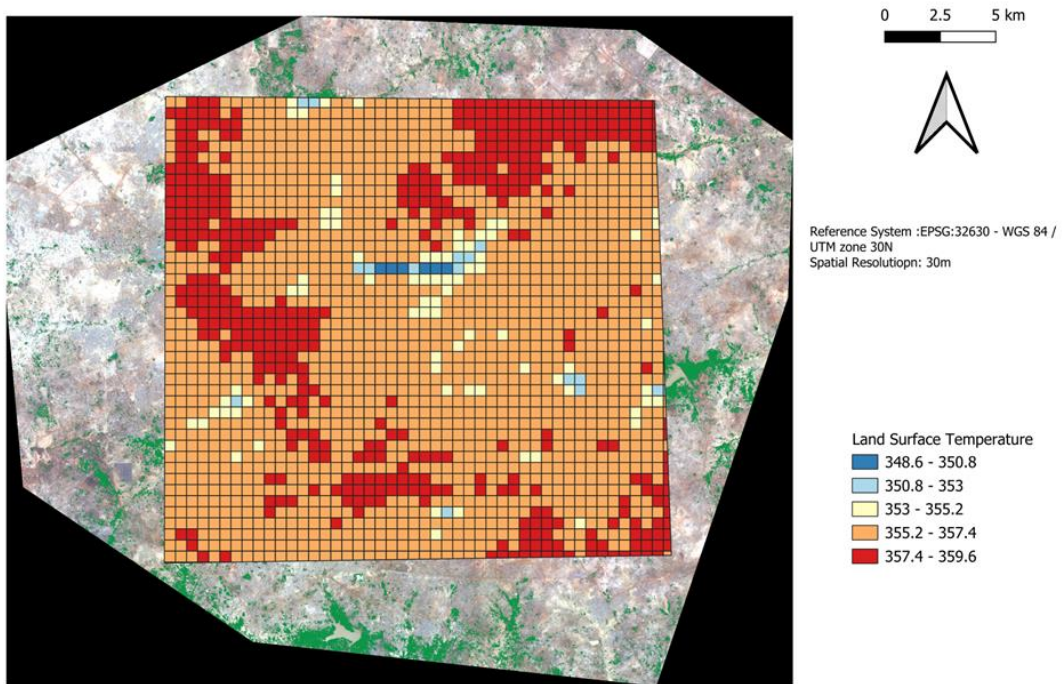 0 2.5 5 km
Reference System :EPSG:32630 - WGS 84 /
UTM zone 30N
Spatial Resolutiopn: 30m
Land Surface Temperature
348.6 - 350.8
350.8 - 353
353 - 355.2
355.2 - 357.4
357.4 - 359.6